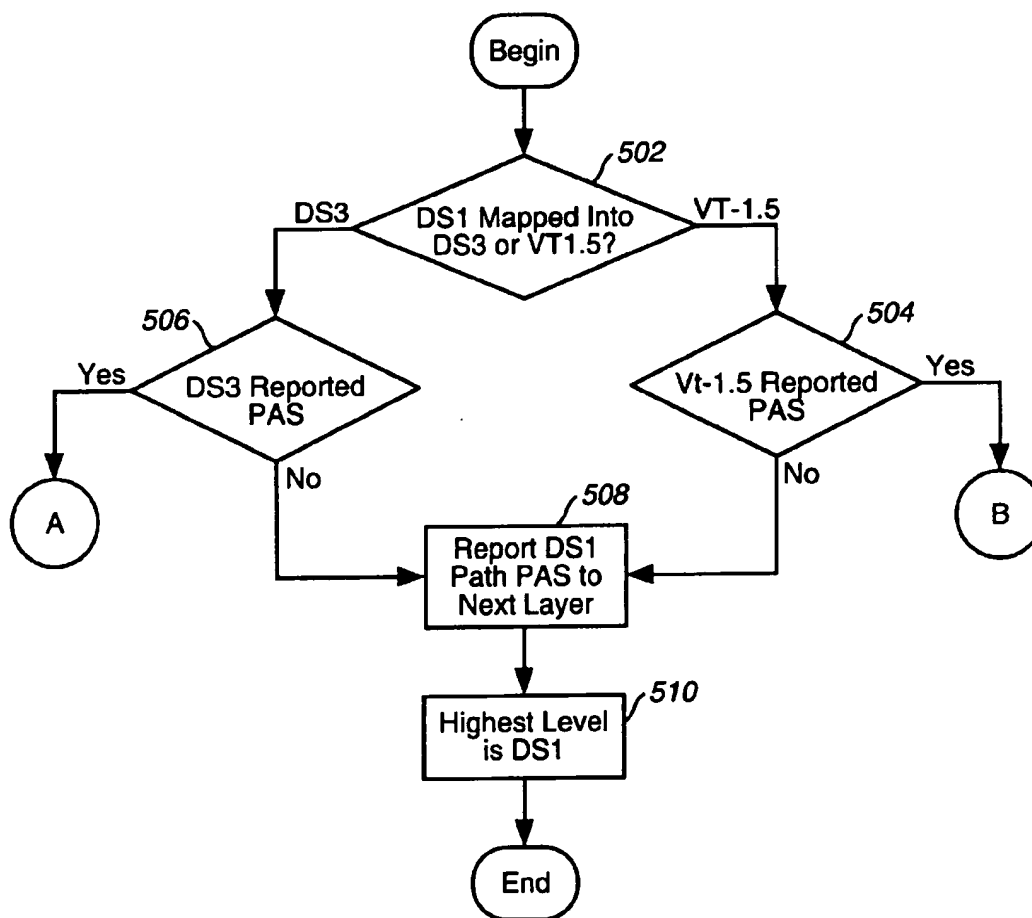 Begin
502
DS3
DS1 Mapped Into
DS3 or VT1.5?
VT-1.5
506
504
Yes
DS3 Reported
PAS
Vt-1.5 Reported
PAS
Yes
No
No
A
B
508
Report DS1
Path PAS to
Next Layer
510
Highest Level
is DS1
End